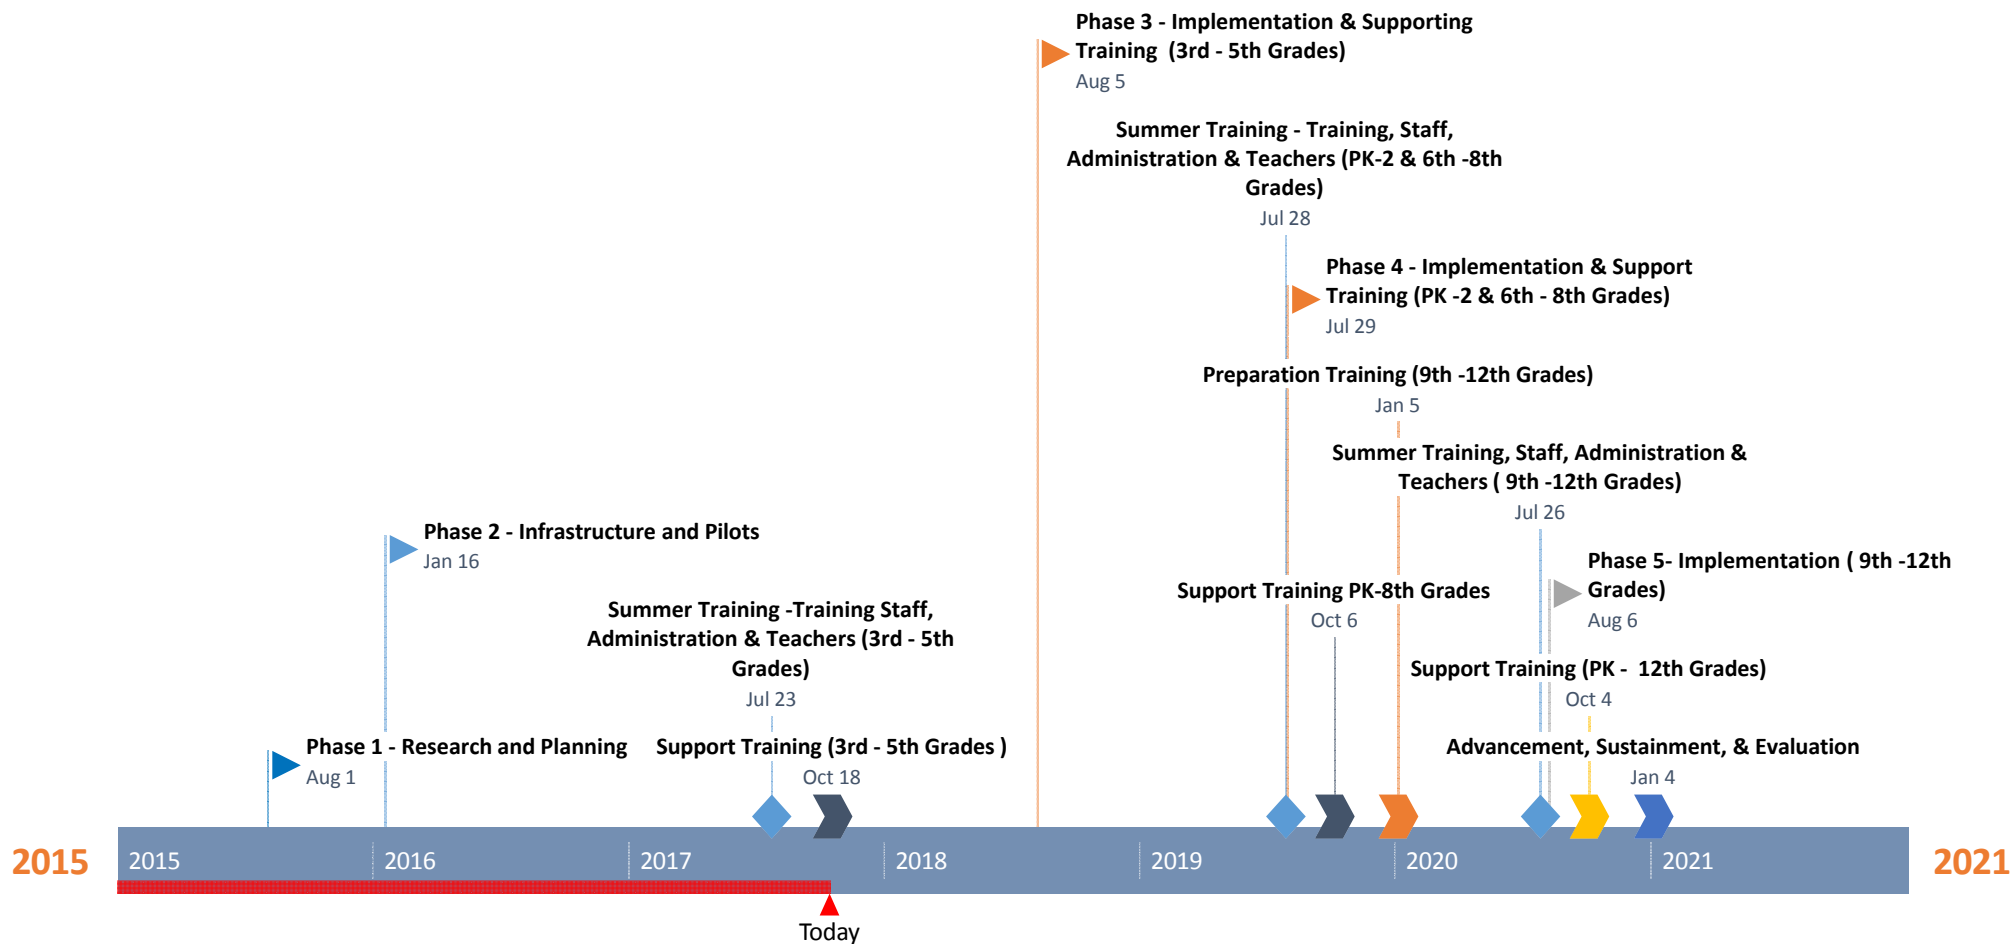 Phase 3 - Implementation & Supporting
Training  (3rd - 5th Grades)
Aug 5
Summer Training - Training, Staff,
Administration & Teachers (PK-2 & 6th -8th
Grades)
Jul 28
Phase 4 - Implementation & Support
Training (PK -2 & 6th - 8th Grades)
Jul 29
Preparation Training (9th -12th Grades)
Jan 5
Summer Training, Staff, Administration &
Teachers ( 9th -12th Grades)
Jul 26
Phase 2 - Infrastructure and Pilots
Jan 16
Phase 5- Implementation ( 9th -12th
Grades)
Aug 6
Support Training PK-8th Grades
Oct 6
Summer Training -Training Staff,
Administration & Teachers (3rd - 5th
Grades)
Jul 23
Support Training (PK -  12th Grades)
Oct 4
Phase 1 - Research and Planning
Aug 1
Support Training (3rd - 5th Grades )
Oct 18
Advancement, Sustainment, & Evaluation
Jan 4
2015 2015 2016 2017 2018 2019 2020 2021 2021
Today